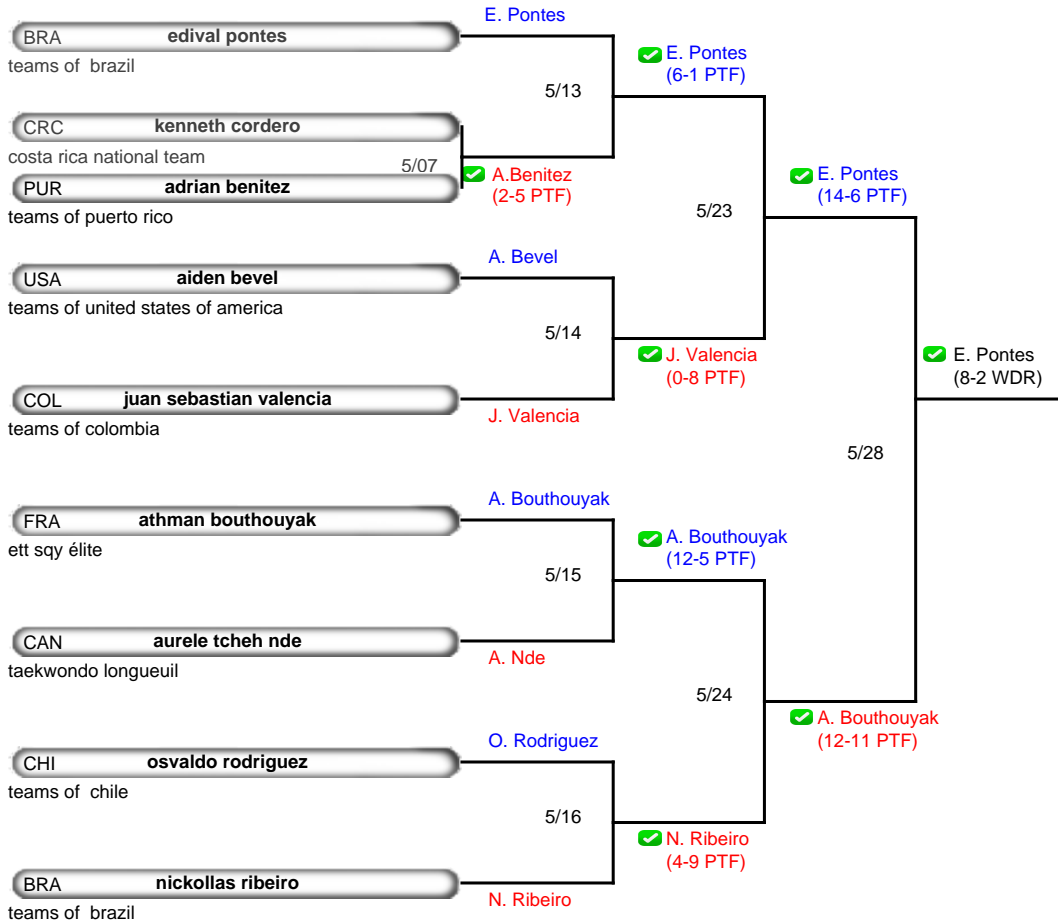 E. Pontes
BRA edival pontes
teams of  brazil
E. Pontes
(6-1 PTF)
5/13
CRC kenneth cordero
costa rica national team
5/07
A.Benitez
(2-5 PTF)
PUR adrian benitez
teams of puerto rico
E. Pontes
(14-6 PTF)
5/23
A. Bevel
USA aiden bevel
teams of united states of america
5/14
J. Valencia
(0-8 PTF)
E. Pontes
(8-2 WDR)
COL juan sebastian valencia
J. Valencia
teams of colombia
5/28
A. Bouthouyak
FRA athman bouthouyak
ett sqy élite
A. Bouthouyak
(12-5 PTF)
5/15
CAN aurele tcheh nde
A. Nde
taekwondo longueuil
5/24
A. Bouthouyak
(12-11 PTF)
O. Rodriguez
CHI osvaldo rodriguez
teams of  chile
5/16
N. Ribeiro
(4-9 PTF)
BRA nickollas ribeiro
N. Ribeiro
teams of  brazil